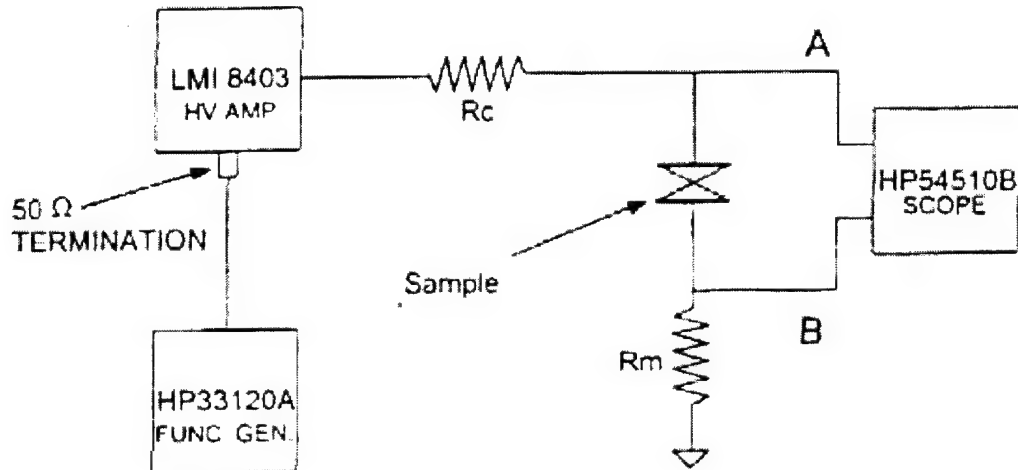 A
LMI 8403
HV AMP
Rc
HP54510B
SCOPE
50 Ω
TERMINATION
Sample
B
Rm
HP33120A
FUNC GEN.